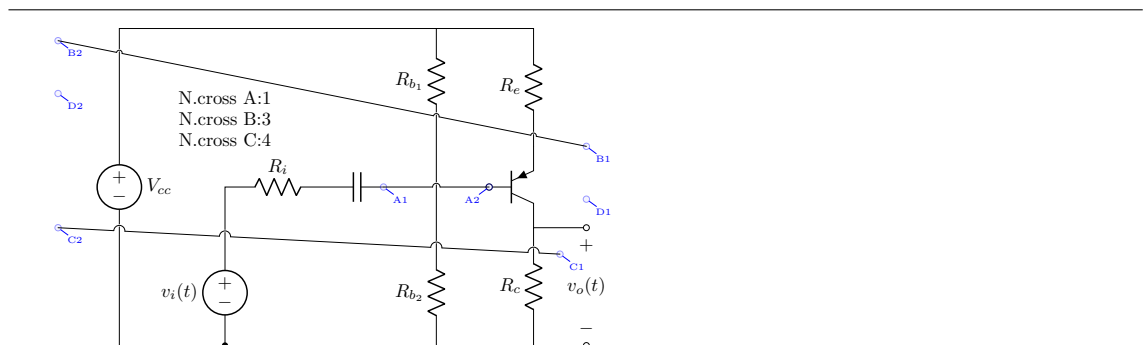 B2
D2
R_{b_1}
R_e
N.cross A:1
N.cross B:3
N.cross C:4
B1
R_i
+
−
V_{cc}
A1
A2
D1
C2
+
C1
+
−
v_i(t)
R_{b_2}
R_c
v_o(t)
−